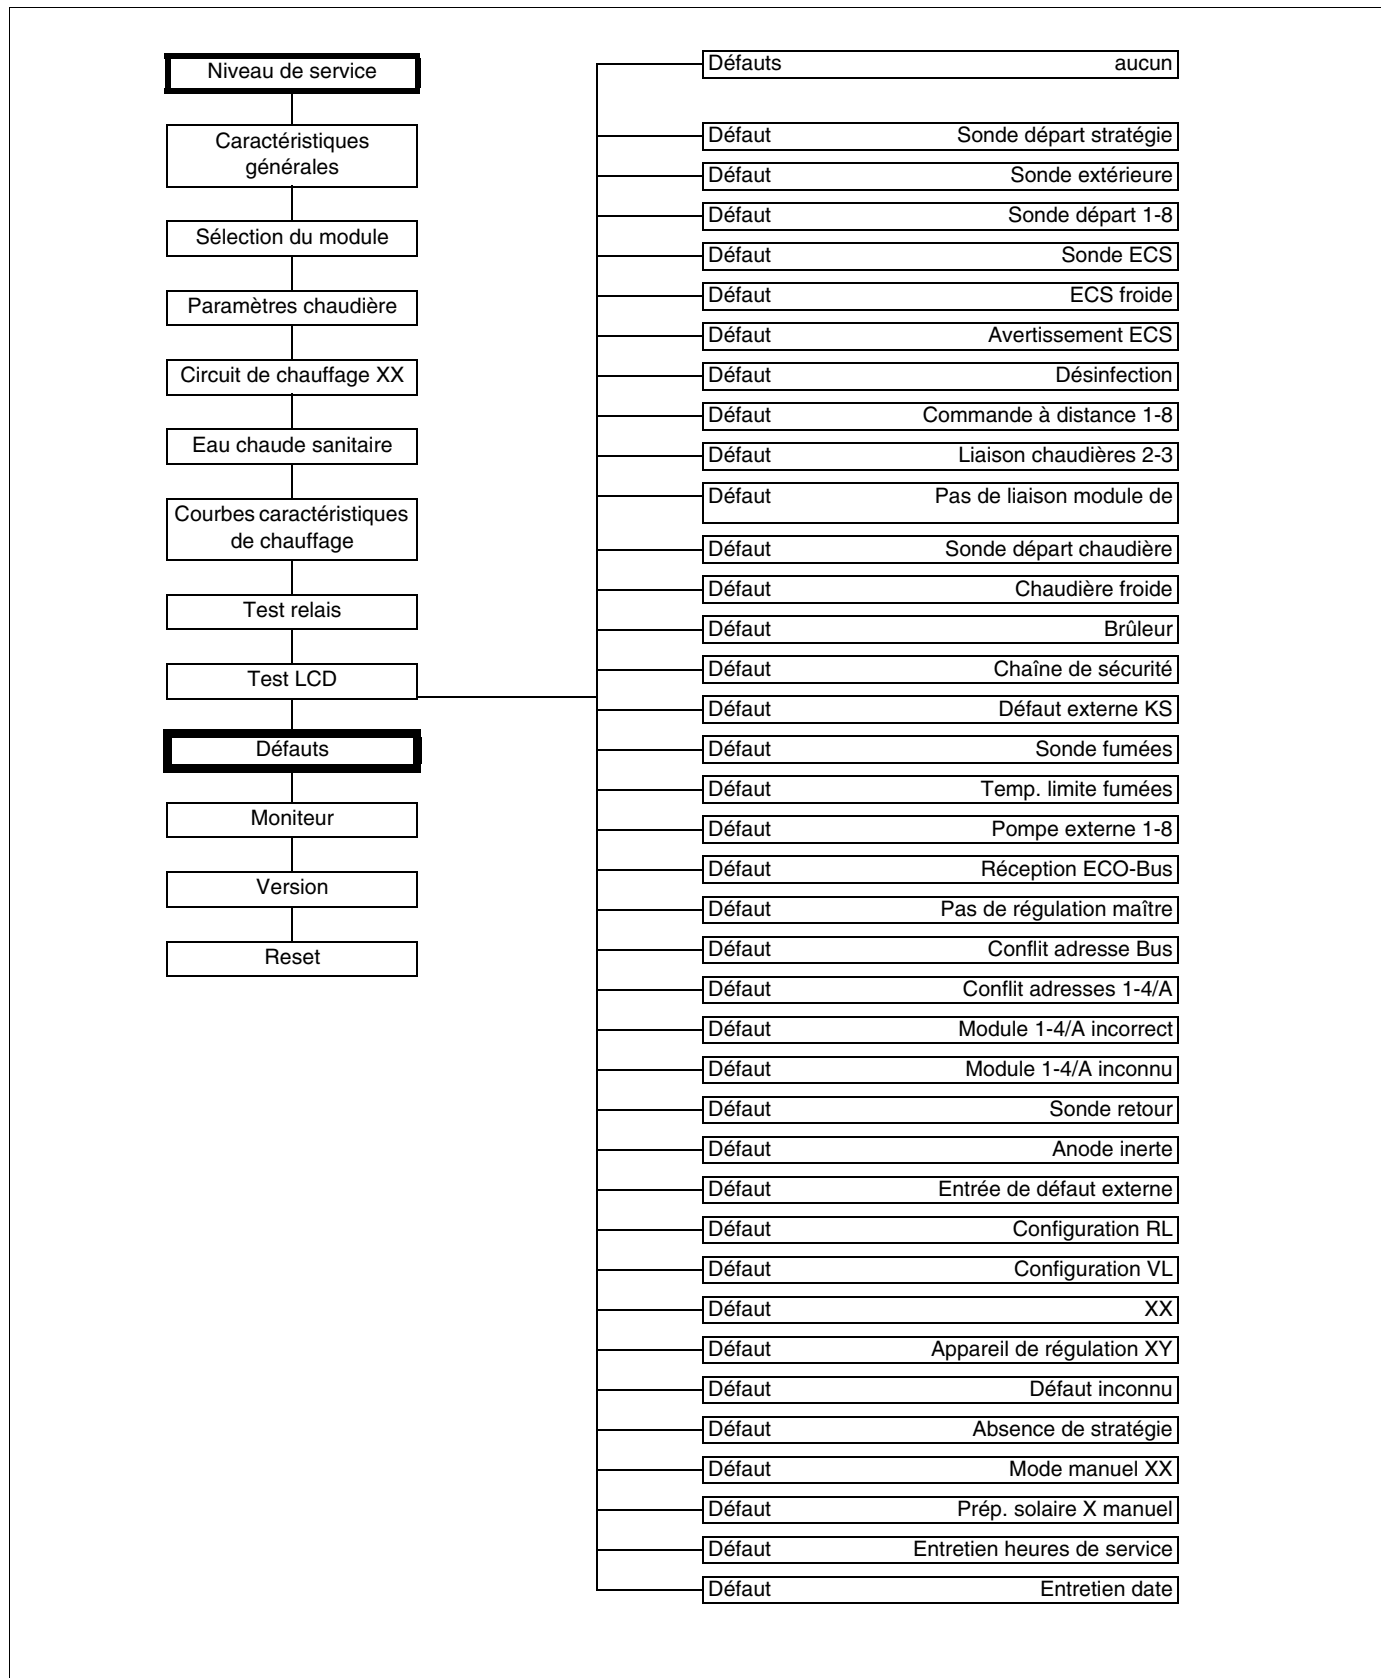 Niveau de service
Caractéristiques
générales
Sélection du module
Paramètres chaudière
Circuit de chauffage XX
Eau chaude sanitaire
Courbes caractéristiques
de chauffage
Test relais
Test LCD
Défauts
Moniteur
Version
Reset
Défauts aucun
Défaut Sonde départ stratégie
Défaut Sonde extérieure
Défaut Sonde départ 1-8
Défaut Sonde ECS
Défaut ECS froide
Défaut Avertissement ECS
Défaut Désinfection
Défaut Commande à distance 1-8
Défaut Liaison chaudières 2-3
Défaut Pas de liaison module de
Défaut Sonde départ chaudière
Défaut Chaudière froide
Défaut Brûleur
Défaut Chaîne de sécurité
Défaut Défaut externe KS
Défaut Sonde fumées
Défaut Temp. limite fumées
Défaut Pompe externe 1-8
Défaut Réception ECO-Bus
Défaut Pas de régulation maître
Défaut Conflit adresse Bus
Défaut Conflit adresses 1-4/A
Défaut Module 1-4/A incorrect
Défaut Module 1-4/A inconnu
Défaut Sonde retour
Défaut Anode inerte
Défaut Entrée de défaut externe
Défaut Configuration RL
Défaut Configuration VL
Défaut XX
Défaut Appareil de régulation XY
Défaut Défaut inconnu
Défaut Absence de stratégie
Défaut Mode manuel XX
Défaut Prép. solaire X manuel
Défaut Entretien heures de service
Défaut Entretien date